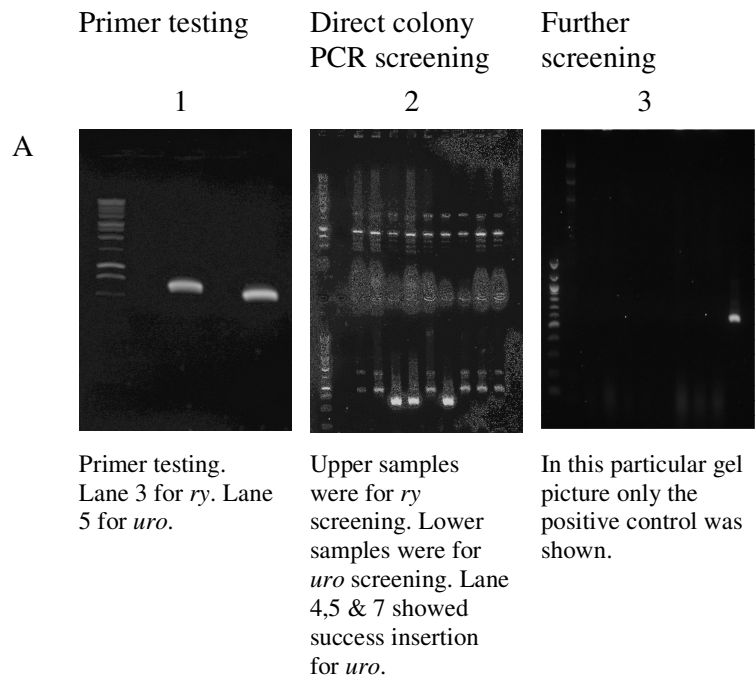 Primer testing
Direct colony
PCR screening
Further
screening
1
2
3
A
Primer testing.
Lane 3 for ry. Lane
5 for uro.
Upper samples
were for ry
screening. Lower
samples were for
uro screening. Lane
4,5 & 7 showed
success insertion
for uro.
In this particular gel
picture only the
positive control was
shown.